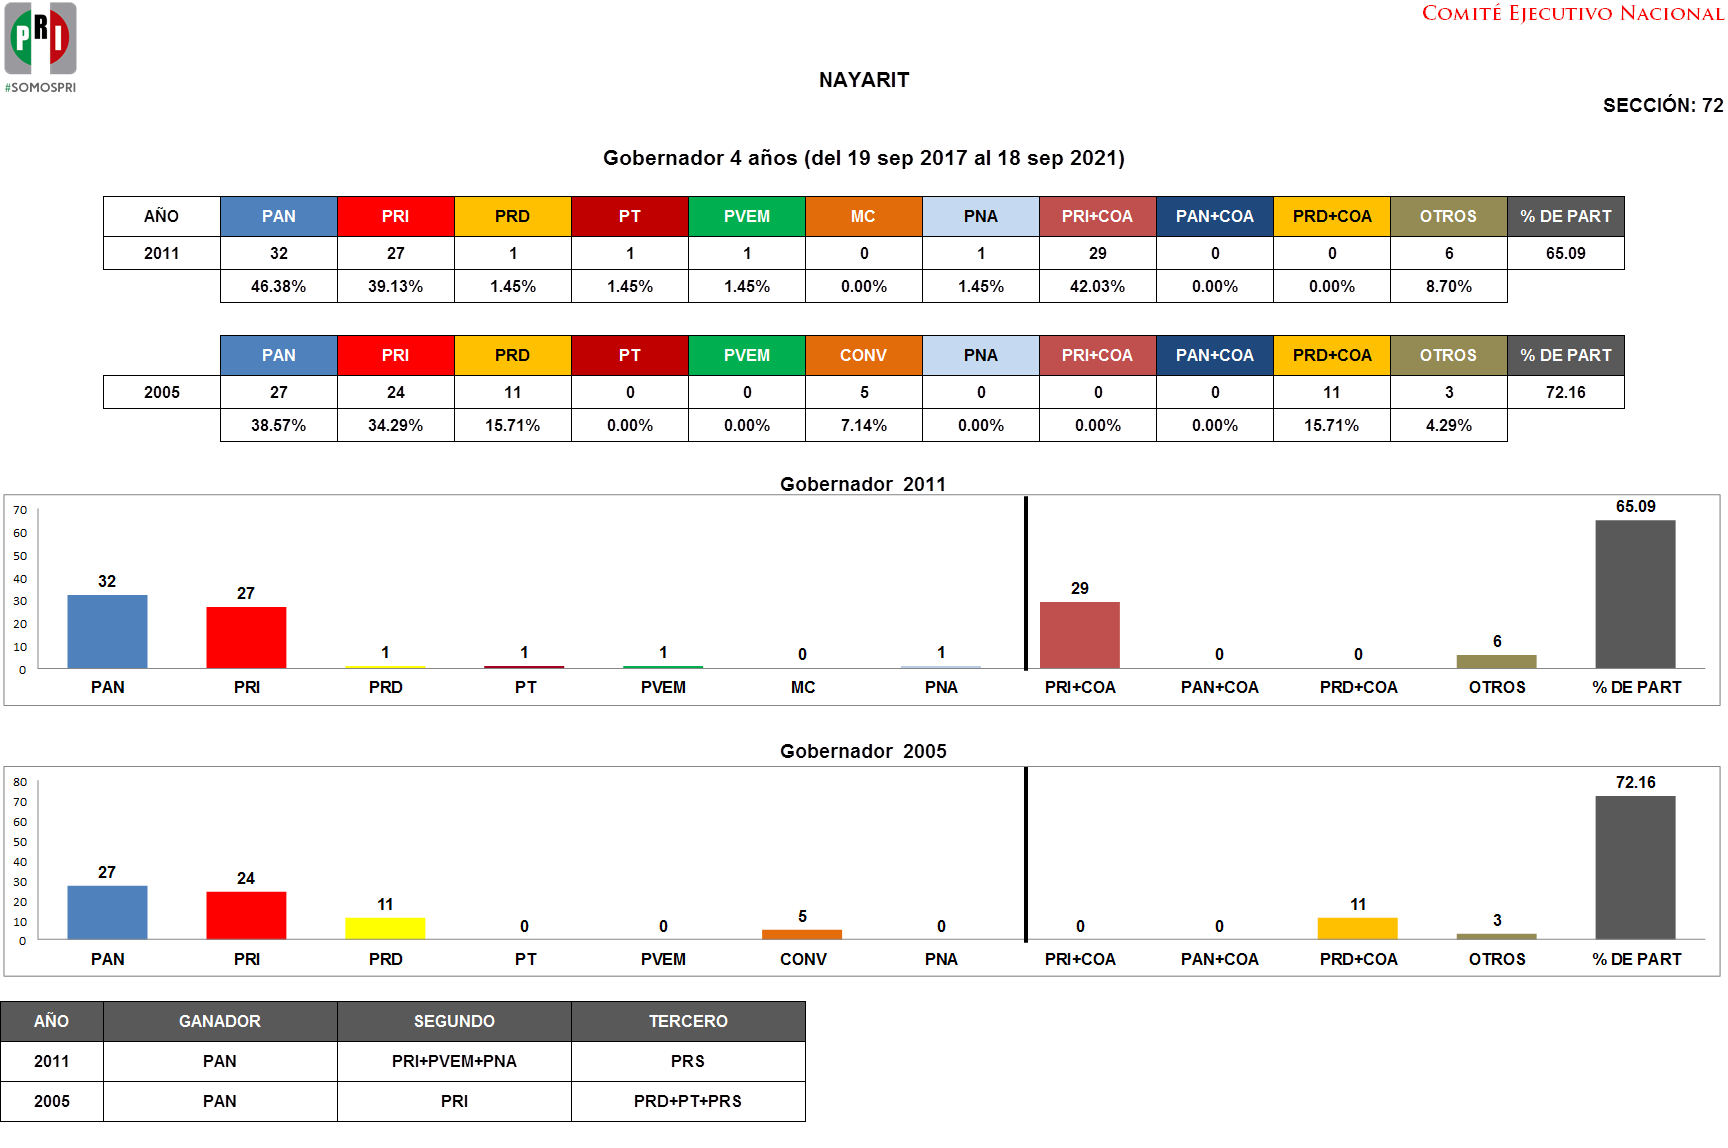 PRI
#SOMOSPRI
COMITÉ EJECUTIVO NACIONAL
NAYARIT
SECCIÓN: 72
Gobernador 4 años (del 19 sep 2017 al 18 sep 2021)
AÑO PAN PRI PRD PT PVEM MC PNA PRI+COA PAN+COA PRD+COA OTROS % DE PART
2011 32 27 1 1 1 0 1 29 0 0 6 65.09
46.38% 39.13% 1.45% 1.45% 1.45% 0.00% 1.45% 42.03% 0.00% 0.00% 8.70%
PAN PRI PRD PT PVEM CONV PNA PRI+COA PAN+COA PRD+COA OTROS % DE PART
2005 27 24 11 0 0 5 0 0 0 11 3 72.16
38.57% 34.29% 15.71% 0.00% 0.00% 7.14% 0.00% 0.00% 0.00% 15.71% 4.29%
Gobernador 2011
70
60
50
40
30
20
10
0
32 27 1 1 1 0 1 29 0 0 6 65.09
PAN PRI PRD PT PVEM MC PNA PRI+COA PAN+COA PRD+COA OTROS % DE PART
Gobernador 2005
80
70
60
50
40
30
20
10
0
27 24 11 0 0 5 0 0 0 11 3 72.16
PAN PRI PRD PT PVEM CONV PNA PRI+COA PAN+COA PRD+COA OTROS % DE PART
AÑO GANADOR SEGUNDO TERCERO
2011 PAN PRI+PVEM+PNA PRS
2005 PAN PRI PRD+PT+PRS